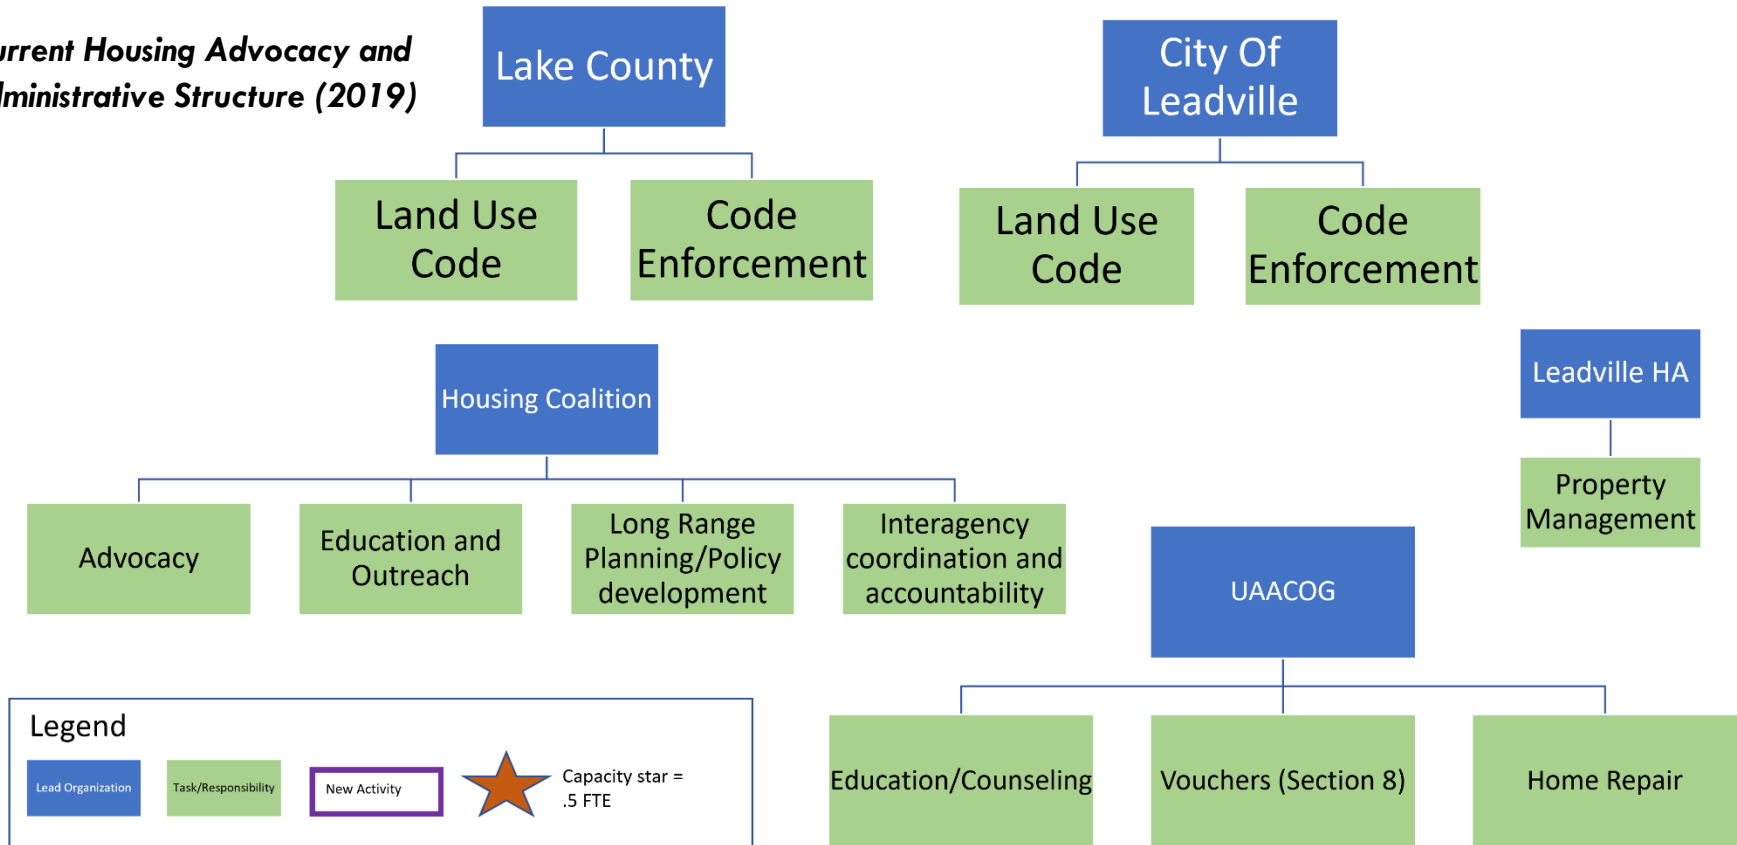 urrent Housing Advocacy and
dministrative Structure (2019)
Lake County
City Of
Leadville
Land Use
Code
Code
Enforcement
Land Use
Code
Code
Enforcement
Housing Coalition
Leadville HA
Property
Management
Advocacy
Education and
Outreach
Long Range
Planning/Policy
development
Interagency
coordination and
accountability
UAACOG
Education/Counseling
Vouchers (Section 8)
Home Repair
Legend
Lead Organization
Task/Responsibility
New Activity
Capacity star =
.5 FTE